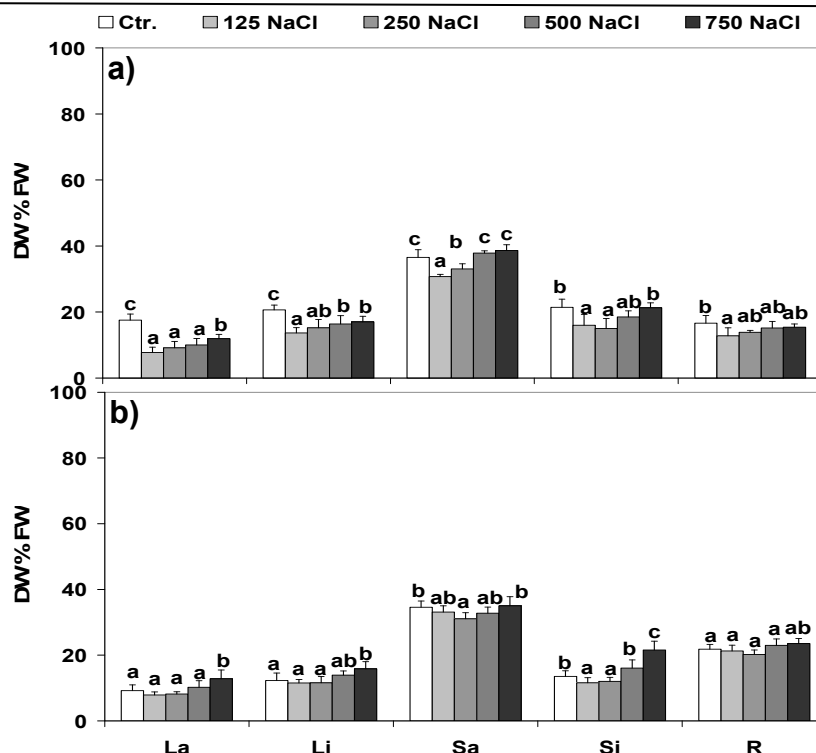 Ctr. 125 NaCl 250 NaCl 500 NaCl 750 NaCl
a)
100
80
60
40
20
0
DW% FW
c a a a b
c a ab b b
c a b c c
b a a ab b
b a ab ab ab
b)
100
80
60
40
20
0
DW% FW
a a a a b
a a a ab b
b ab a ab b
b a a b c
a a a a ab
La Li Sa Si R